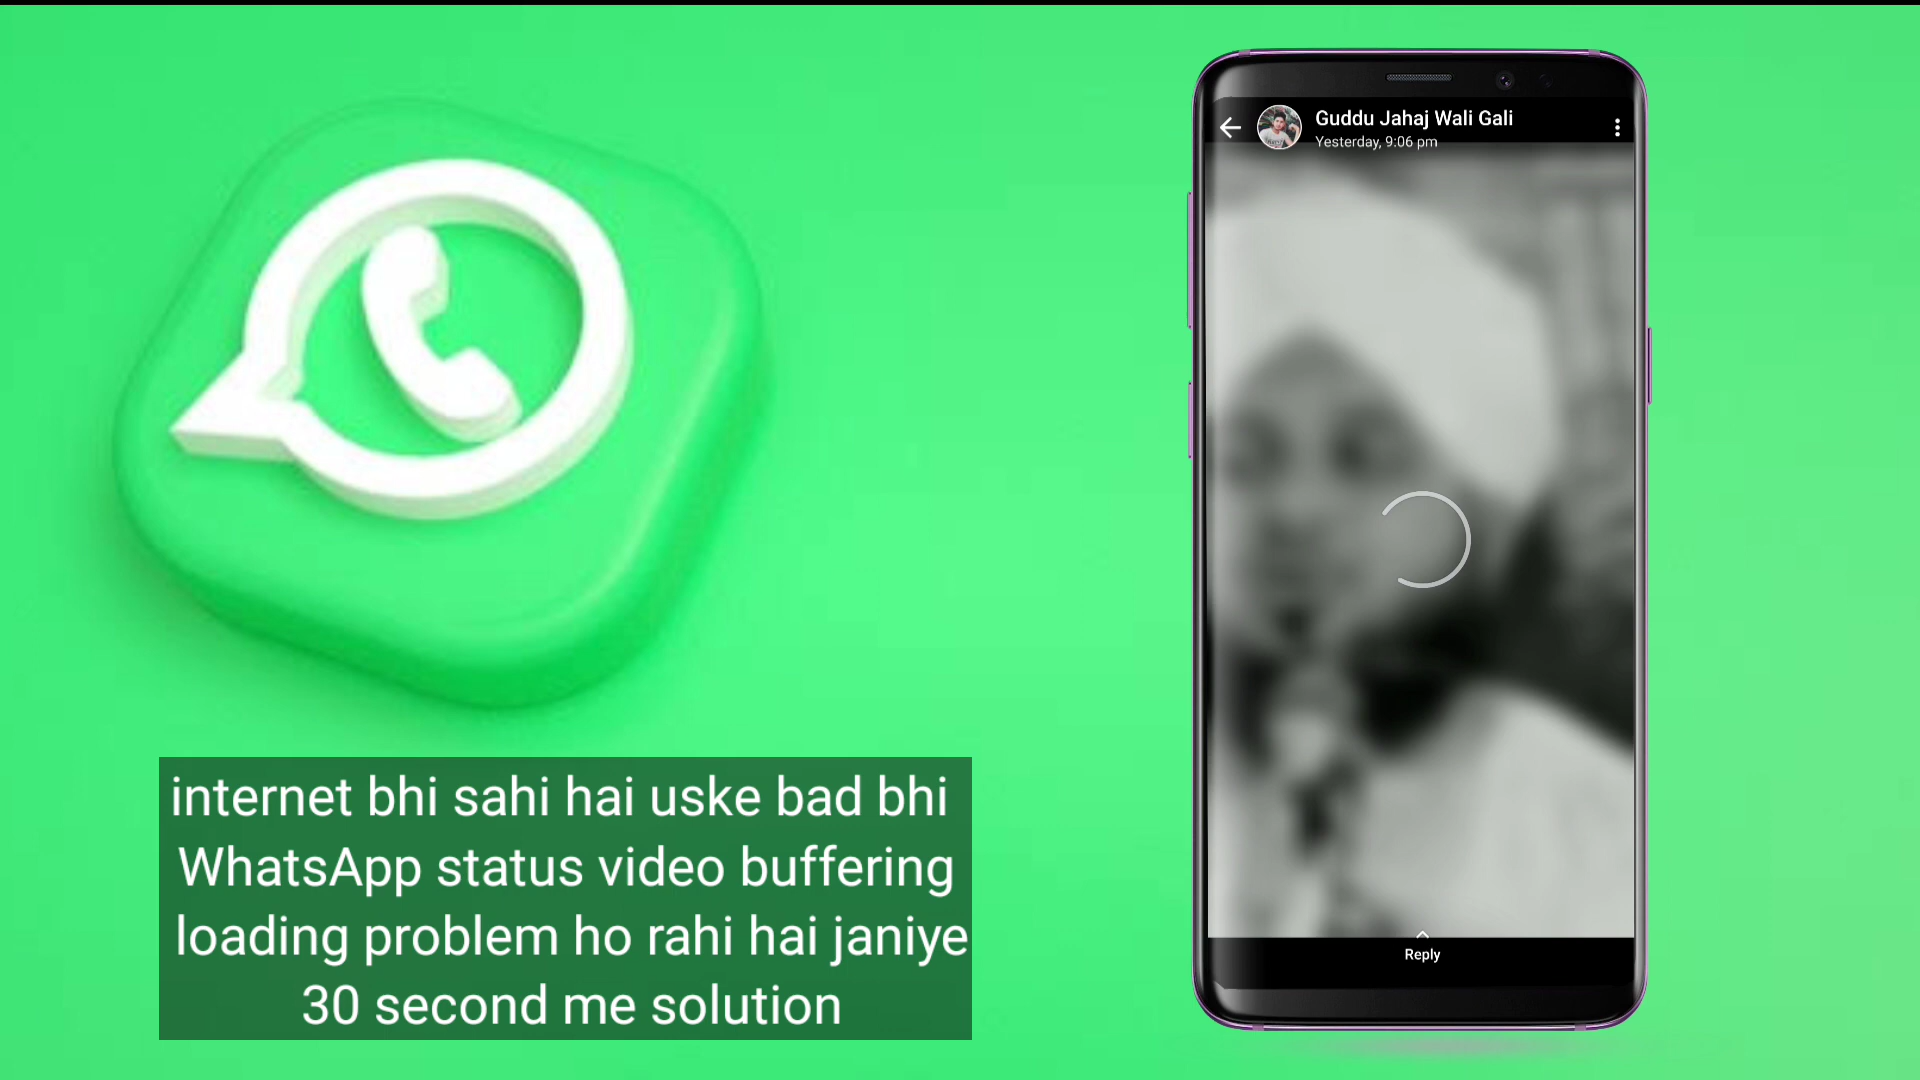 Guddu Jahaj Wali Gali
Yesterday, 9:06 pm
internet bhi sahi hai uske bad bhi
WhatsApp status video buffering
loading problem ho rahi hai janiye
30 second me solution
Reply